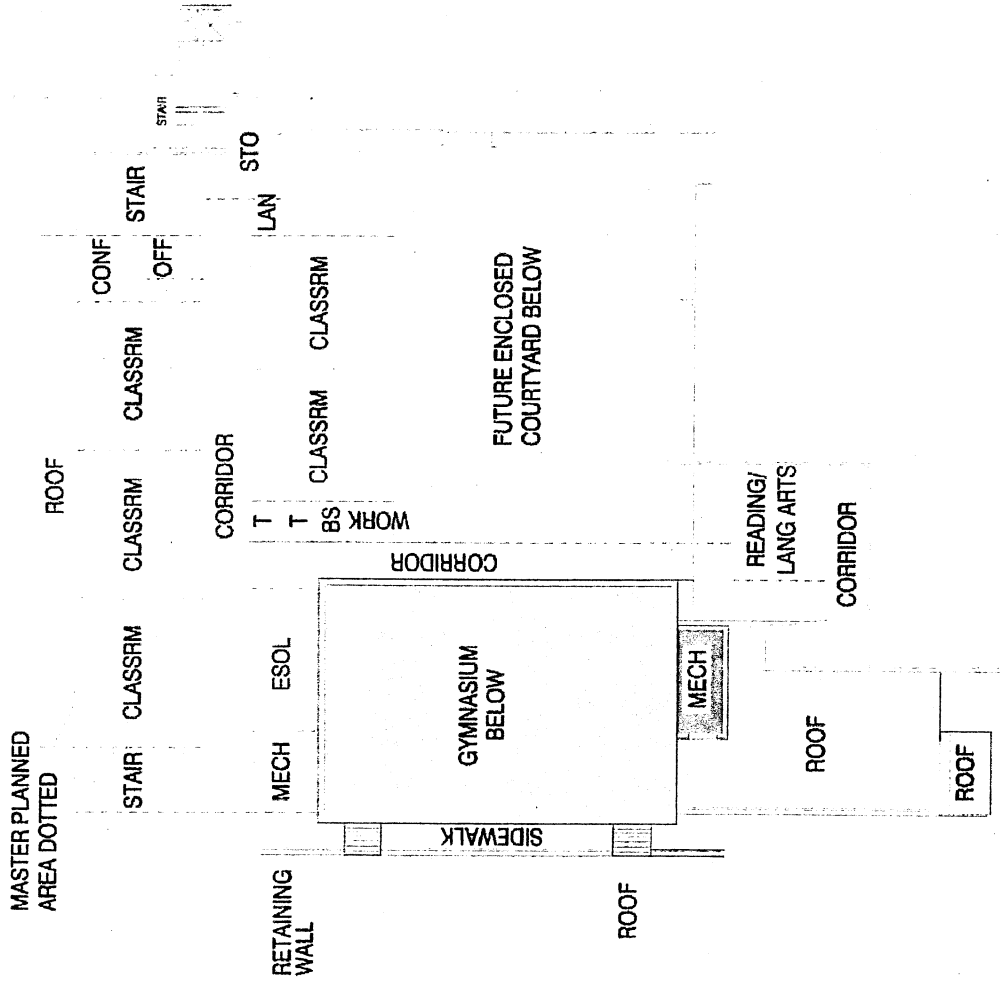 MASTER PLANNED
AREA DOTTED
ROOF
STAIR
CLASSRM
CLASSRM
CLASSRM
CONF
OFF
STAIR
STAIR
CORRIDOR
MECH
ESOL
T
T
BS
WORK
CLASSRM
CLASSRM
LAN
STO
RETAINING
WALL
SIDEWALK
GYMNASIUM
BELOW
CORRIDOR
FUTURE ENCLOSED
COURTYARD BELOW
ROOF
MECH
READING/
LANG ARTS
CORRIDOR
ROOF
ROOF